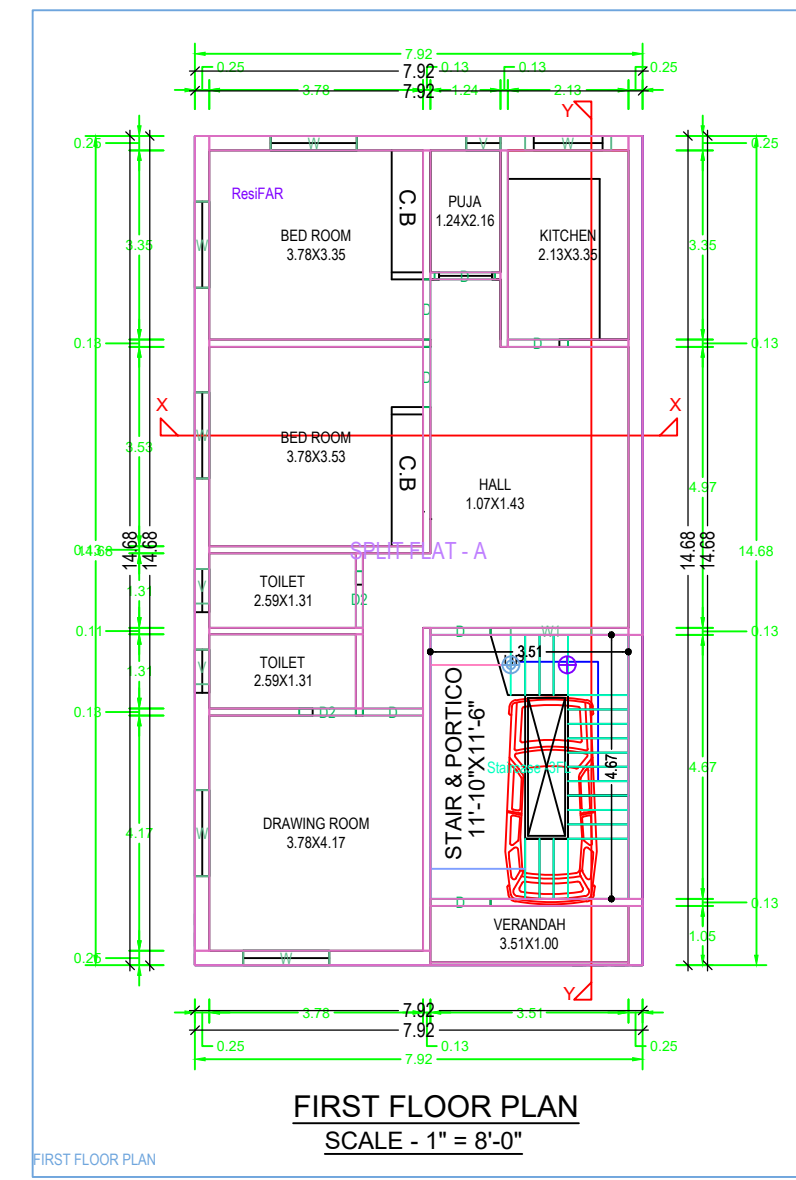 7.92
7.92
0.25
0.13
0.13
0.25
3.78
7.92
1.24
2.13
Y
0.25
0.25
W
V
W
ResiFAR
C.B
PUJA
1.24X2.16
BED ROOM
3.78X3.35
KITCHEN
2.13X3.35
3.35
W
3.35
D
D
0.13
D
0.13
D
X
X
BED ROOM
3.78X3.53
3.53
W
C.B
HALL
1.07X1.43
4.97
SPLIT FLAT - A
14.68
14.68
14.68
14.68
14.68
14.68
TOILET
2.59X1.31
1.31
V
D2
0.11
D
W1
0.13
3.51
TOILET
2.59X1.31
1.31
V
STAIR & PORTICO
11'-10"X11'-6"
0.13
D2
D
4.67
4.67
DRAWING ROOM
3.78X4.17
4.17
W
D
0.13
VERANDAH
3.51X1.00
1.05
0.25
W
Y
3.78
7.92
3.51
7.92
0.25
0.13
0.25
7.92
FIRST FLOOR PLAN
SCALE - 1" = 8'-0"
FIRST FLOOR PLAN